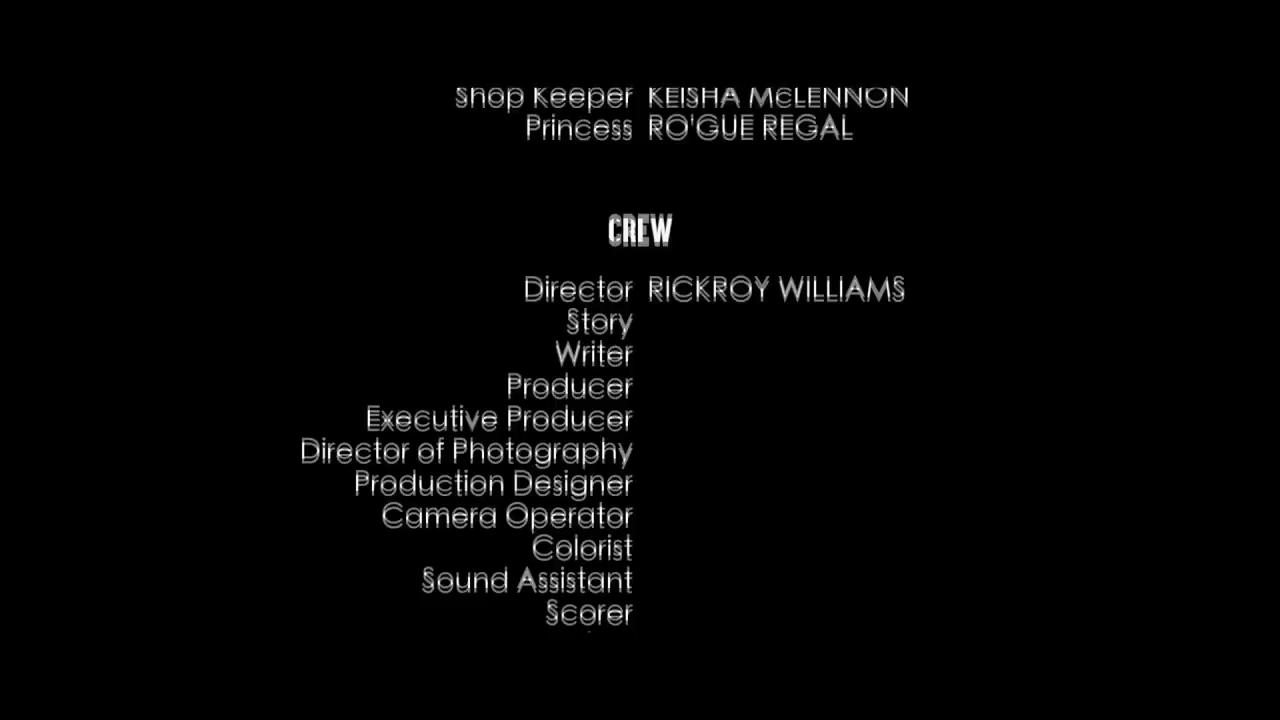 Shop Keeper KEISHA McLENNON
Princess RO'GUE REGAL
CREW
Director RICKROY WILLIAMS
Story
Writer
Producer
Executive Producer
Director of Photography
Production Designer
Camera Operator
Colorist
Sound Assistant
Scorer